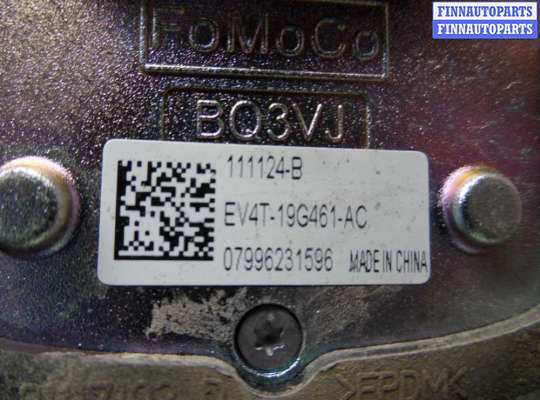 FINNAUTOPARTS
FINNAUTOPARTS
FoMoCo
BQ3VJ
111124-B
EV4T-19G461-AC
07996231596 MADE IN CHINA
>EPDM<